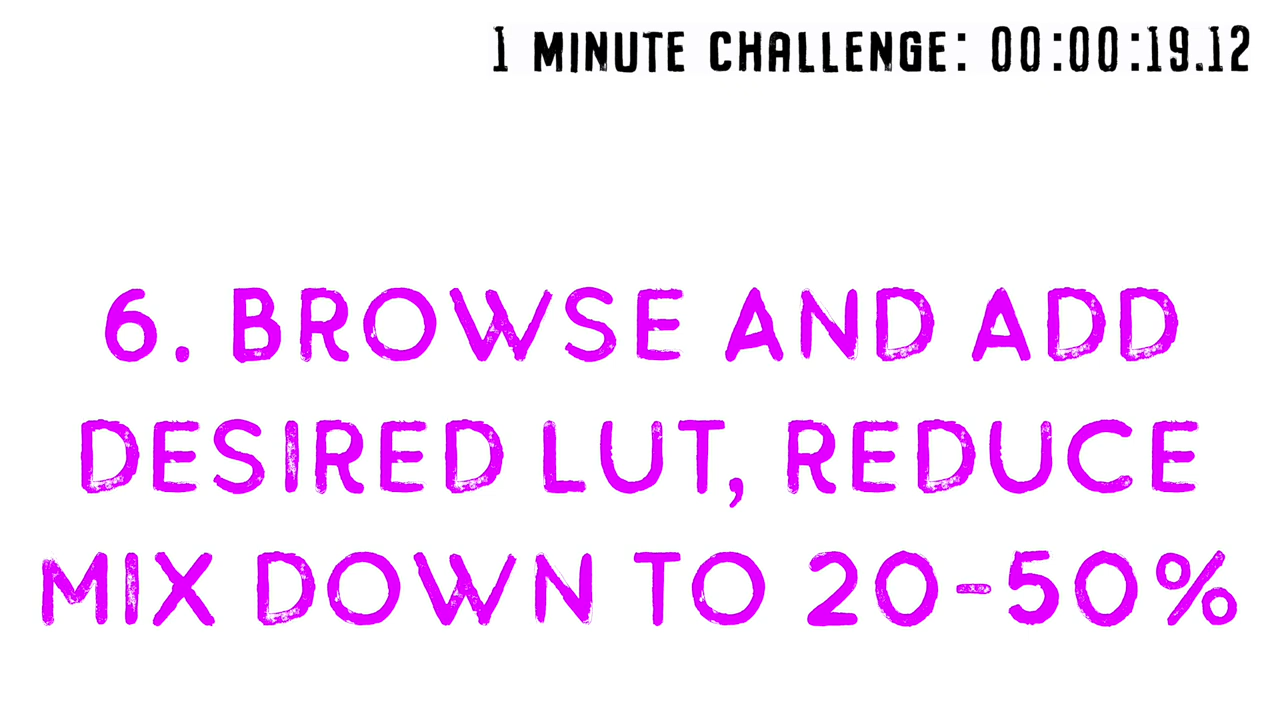 1 MINUTE CHALLENGE: 00:00:19.12
6. BROWSE AND ADD
DESIRED LUT, REDUCE
MIX DOWN TO 20-50%